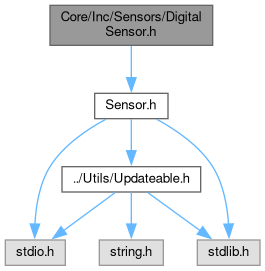 Core/Inc/Sensors/Digital
Sensor.h
Sensor.h
../Utils/Updateable.h
stdio.h
string.h
stdlib.h